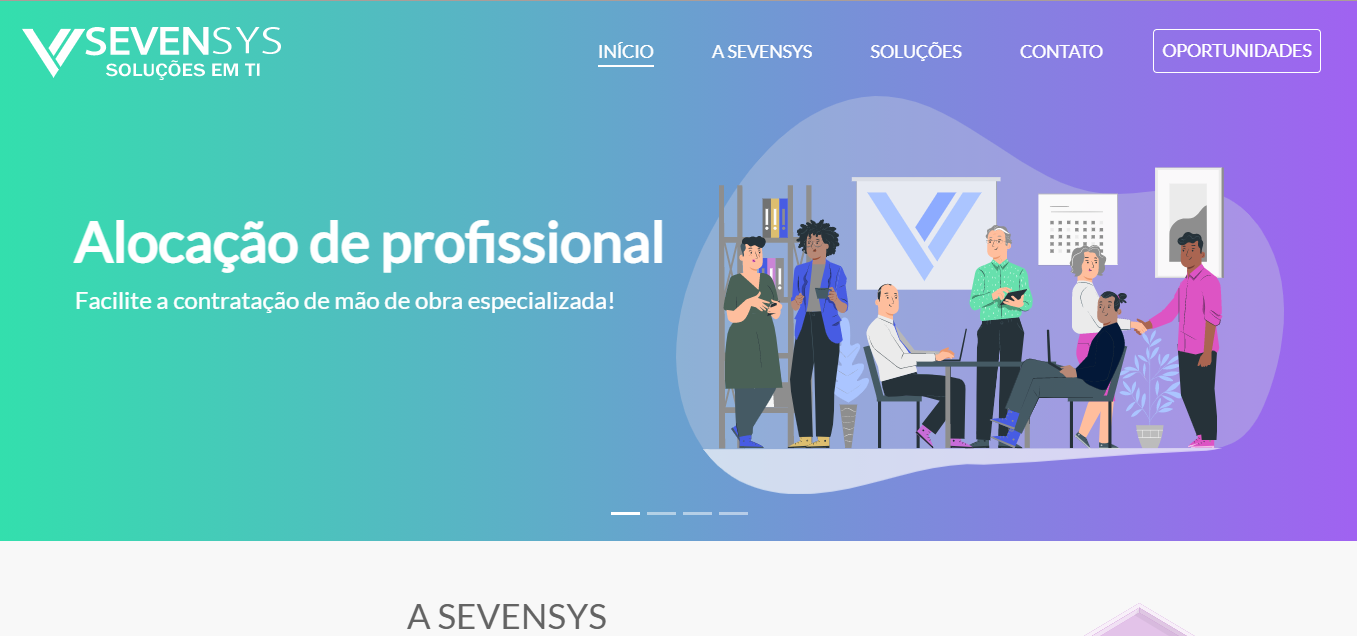 SEVENSYS
SOLUÇÕES EM TI
INÍCIO
A SEVENSYS
SOLUÇÕES
CONTATO
OPORTUNIDADES
Alocação de profissional
Facilite a contratação de mão de obra especializada!
A SEVENSYS